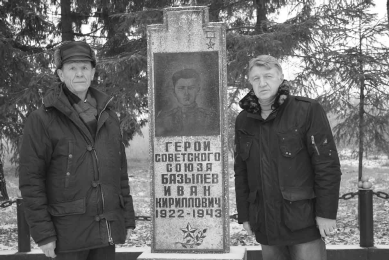 ГЕРОЙ
СОВЕТСКОГО
СОЮЗА
БАЗЫЛЕВ
ИВАН
КИРИЛЛОВИЧ
1922-1943